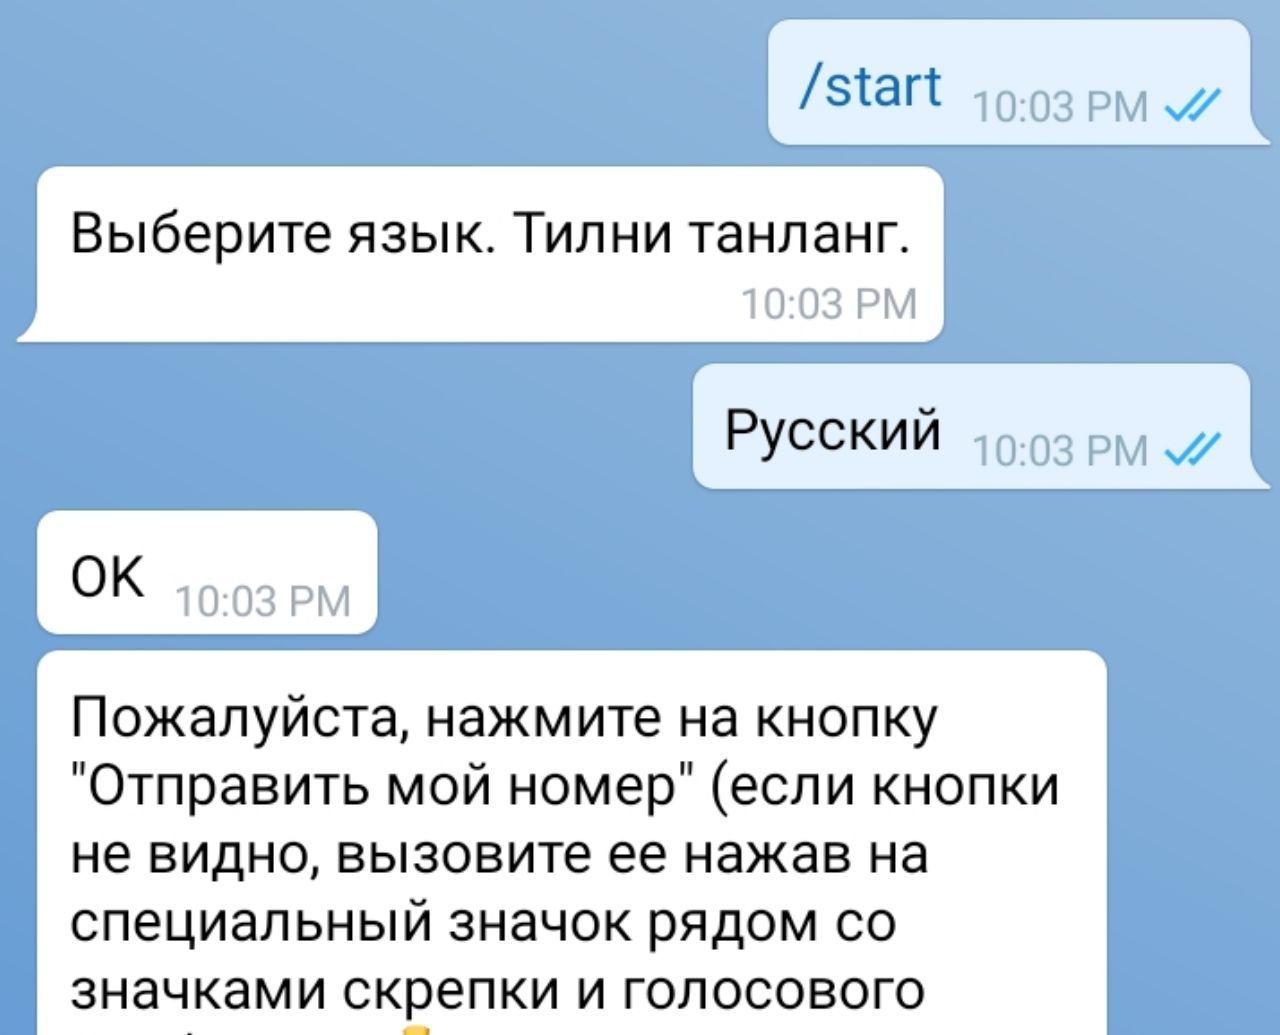 /start 10:03 PM
Выберите язык. Тилни танланг.
10:03 PM
Русский 10:03 PM
OK 10:03 PM
Пожалуйста, нажмите на кнопку
"Отправить мой номер" (если кнопки
не видно, вызовите ее нажав на
специальный значок рядом со
значками скрепки и голосового